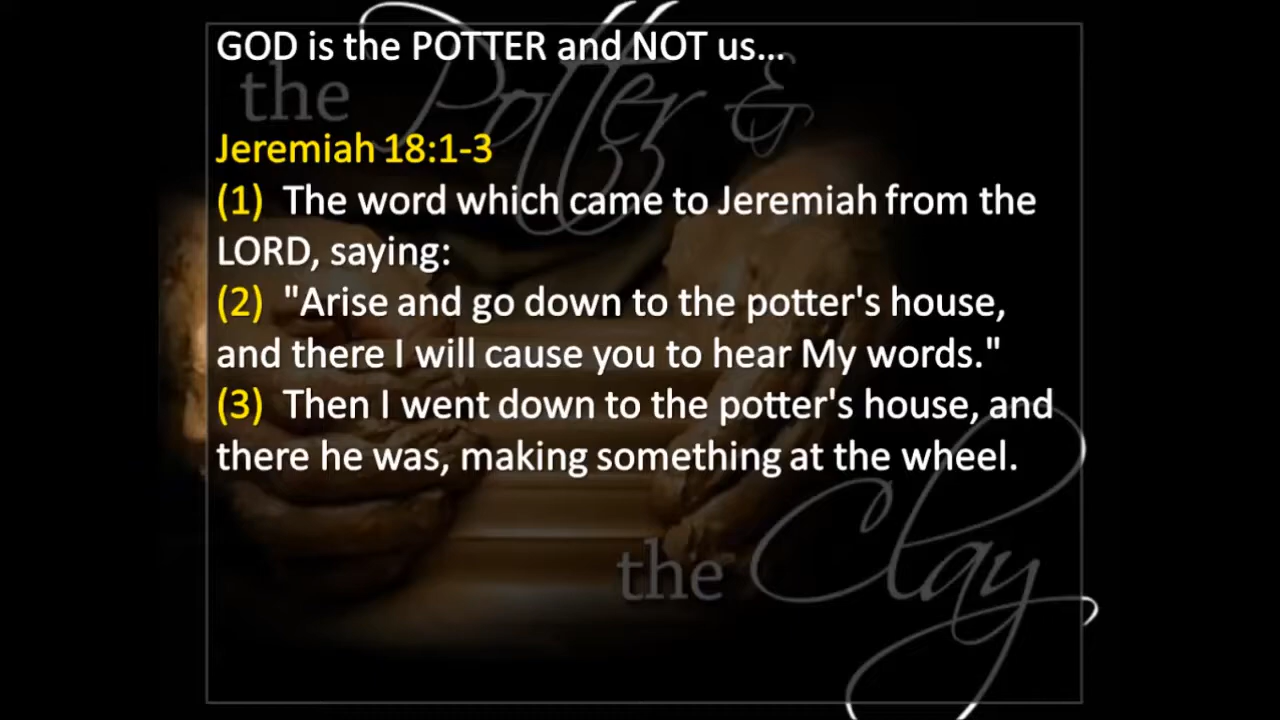 GOD is the POTTER and NOT us...
the Potter &
Jeremiah 18:1-3
(1) The word which came to Jeremiah from the
LORD, saying:
(2) "Arise and go down to the potter's house,
and there I will cause you to hear My words."
(3) Then I went down to the potter's house, and
there he was, making something at the wheel.
the Clay